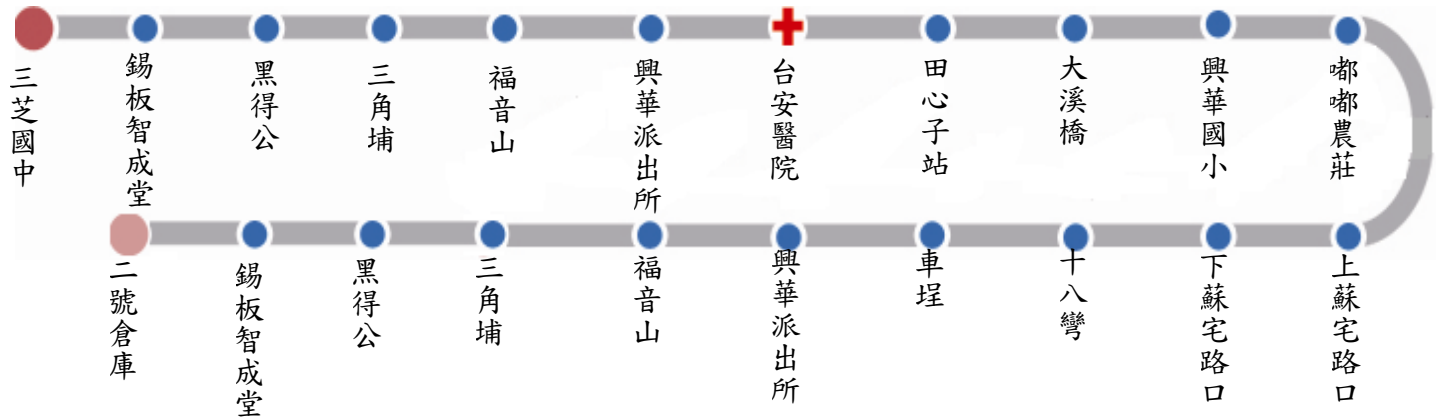 三芝國中
錫板智成堂
黑得公
三角埔
福音山
興華派出所
台安醫院
田心子站
大溪橋
興華國小
嘟嘟農莊
二號倉庫
錫板智成堂
黑得公
三角埔
福音山
興華派出所
車埕
十八彎
下蘇宅路口
上蘇宅路口